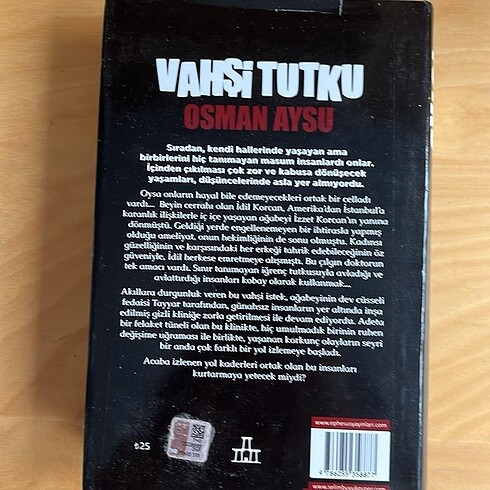 VAHŞİ TUTKU
OSMAN AYSU
Sıradan, kendi hallerinde yaşayan ama
birbirlerini hiç tanımayan masum insanlardı onlar.
İçinden çıkılması çok zor ve kabusa dönüşecek
yaşamları, düşüncelerinde asla yer almıyordu.
Oysa onların hayal bile edemeyecekleri ortak bir çelladı
vardı... Beyin cerrahı olan İdil Korcan, Amerika'dan İstanbul'a
karanlık ilişkilerle iç içe yaşayan ağabeyi İzzet Korcan'ın yanına
dönmüştü. Geldiği yerde engellenemeyen bir ihtirasla yapmış
olduğu ameliyat, onun hekimliğinin de sonu olmuştu. Kadınsı
güzelliğinin ve karşısındaki her erkeği tahrik edebileceğinin öz
güveniyle, İdil herkese emretmeye alışmıştı. Bu çılgın doktorun
tek amacı vardı. Sınır tanımayan iğrenç tutkusuyla avladığı ve
avlattırdığı insanları kobay olarak kullanmak...
Akıllara durgunluk veren bu vahşi istek, ağabeyinin dev cüsseli
fedaisi Tayyar tarafından, günahsız insanların yer altında inşa
edilmiş gizli kliniğe zorla getirilmesi ile devam ediyordu. Adeta
bir felaket tüneli olan bu klinikte, hiç umulmadık birinin ruhen
değişime uğraması ile birlikte, yaşanan korkunç olayların seyri
bir anda çok farklı bir yol izlemeye başladı.
Acaba izlenen yol kaderleri ortak olan bu insanları
kurtarmaya yetecek miydi?
₺25
www.ephesusyayinlari.com